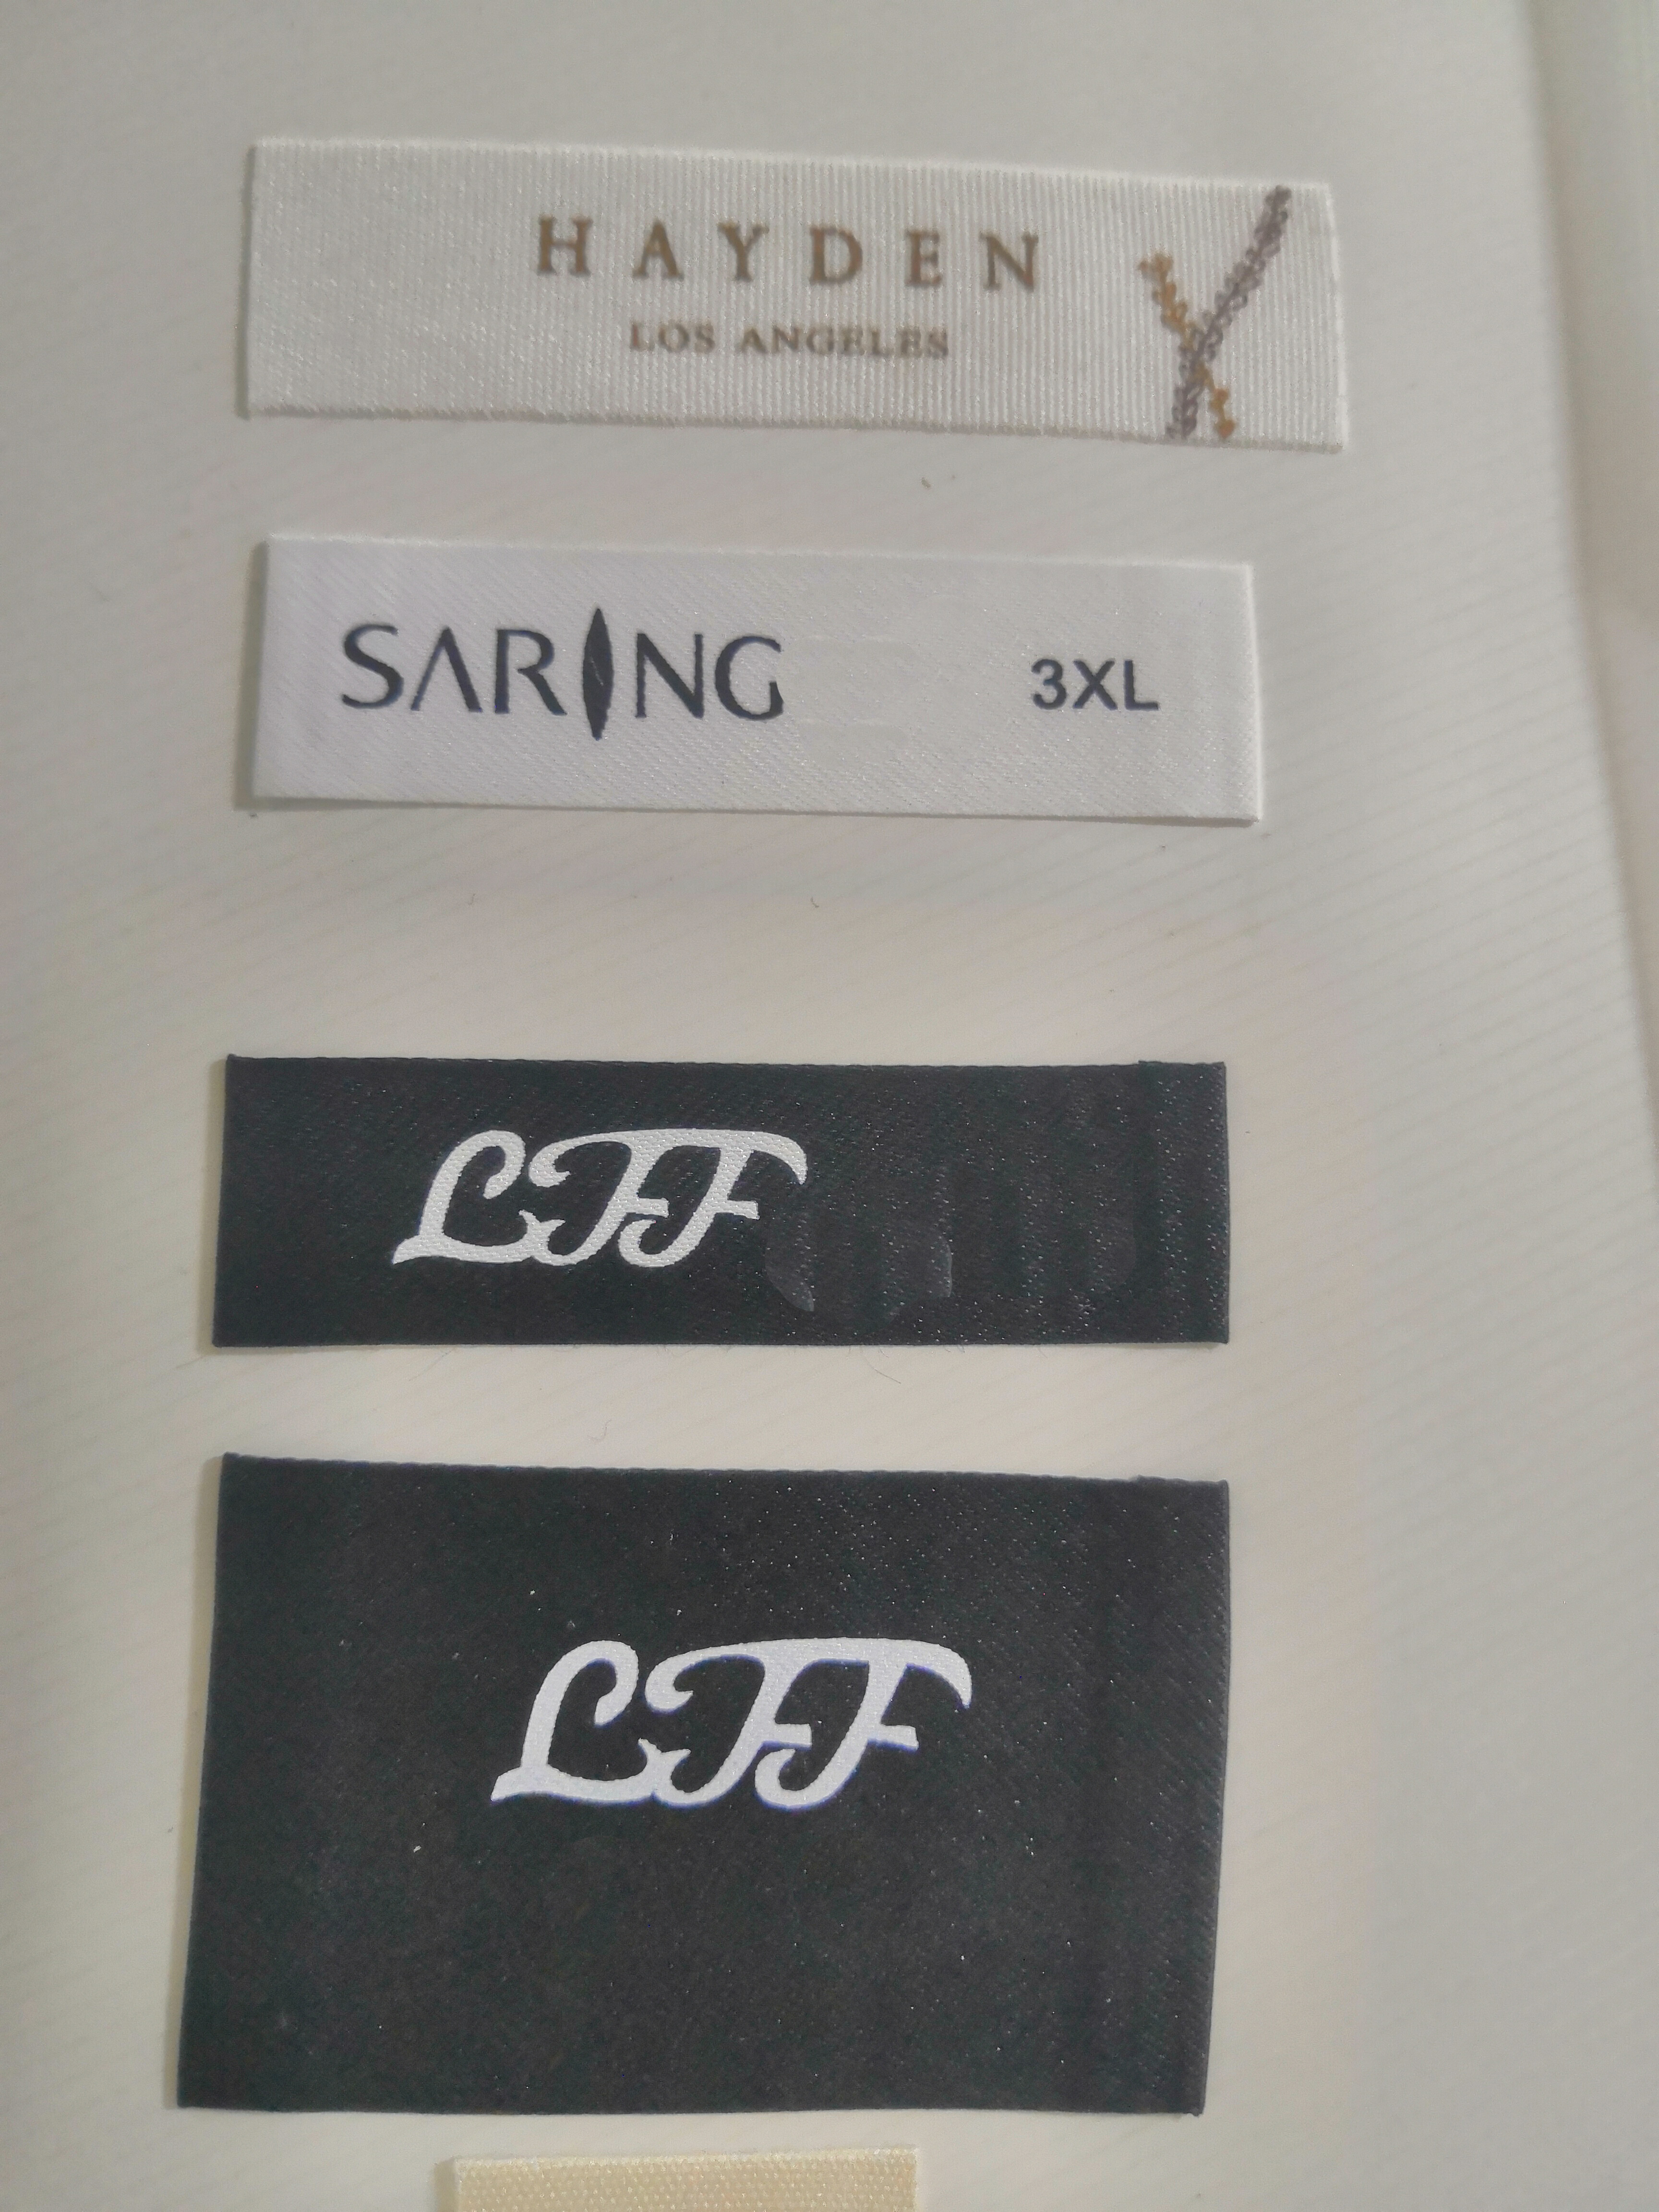 HAYDEN
LOS ANGELES
SARING 3XL
LFF
LFF